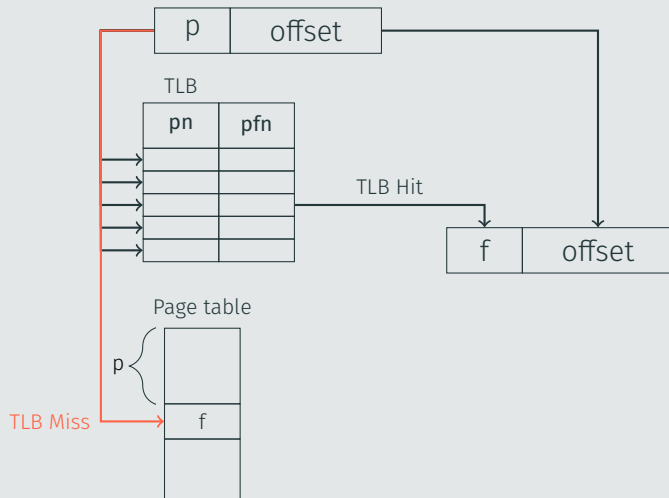 p offset
TLB
pn pfn
TLB Hit
f offset
Page table
p
TLB Miss f